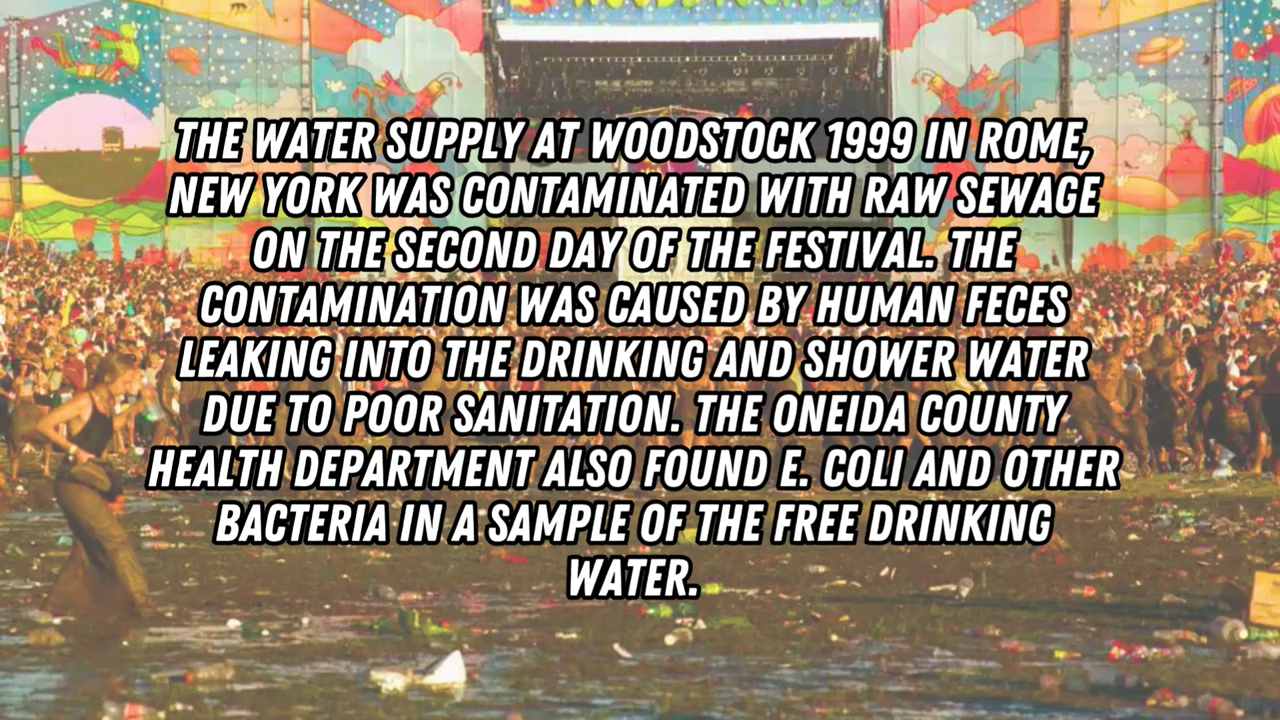 THE WATER SUPPLY AT WOODSTOCK 1999 IN ROME,
NEW YORK WAS CONTAMINATED WITH RAW SEWAGE
ON THE SECOND DAY OF THE FESTIVAL. THE
CONTAMINATION WAS CAUSED BY HUMAN FECES
LEAKING INTO THE DRINKING AND SHOWER WATER
DUE TO POOR SANITATION. THE ONEIDA COUNTY
HEALTH DEPARTMENT ALSO FOUND E. COLI AND OTHER
BACTERIA IN A SAMPLE OF THE FREE DRINKING
WATER.